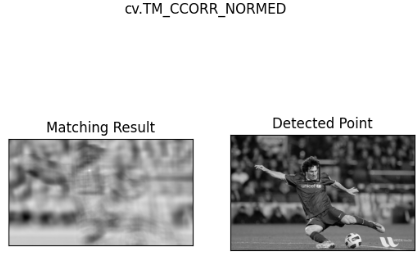 cv.TM_CCORR_NORMED
Matching Result
Detected Point